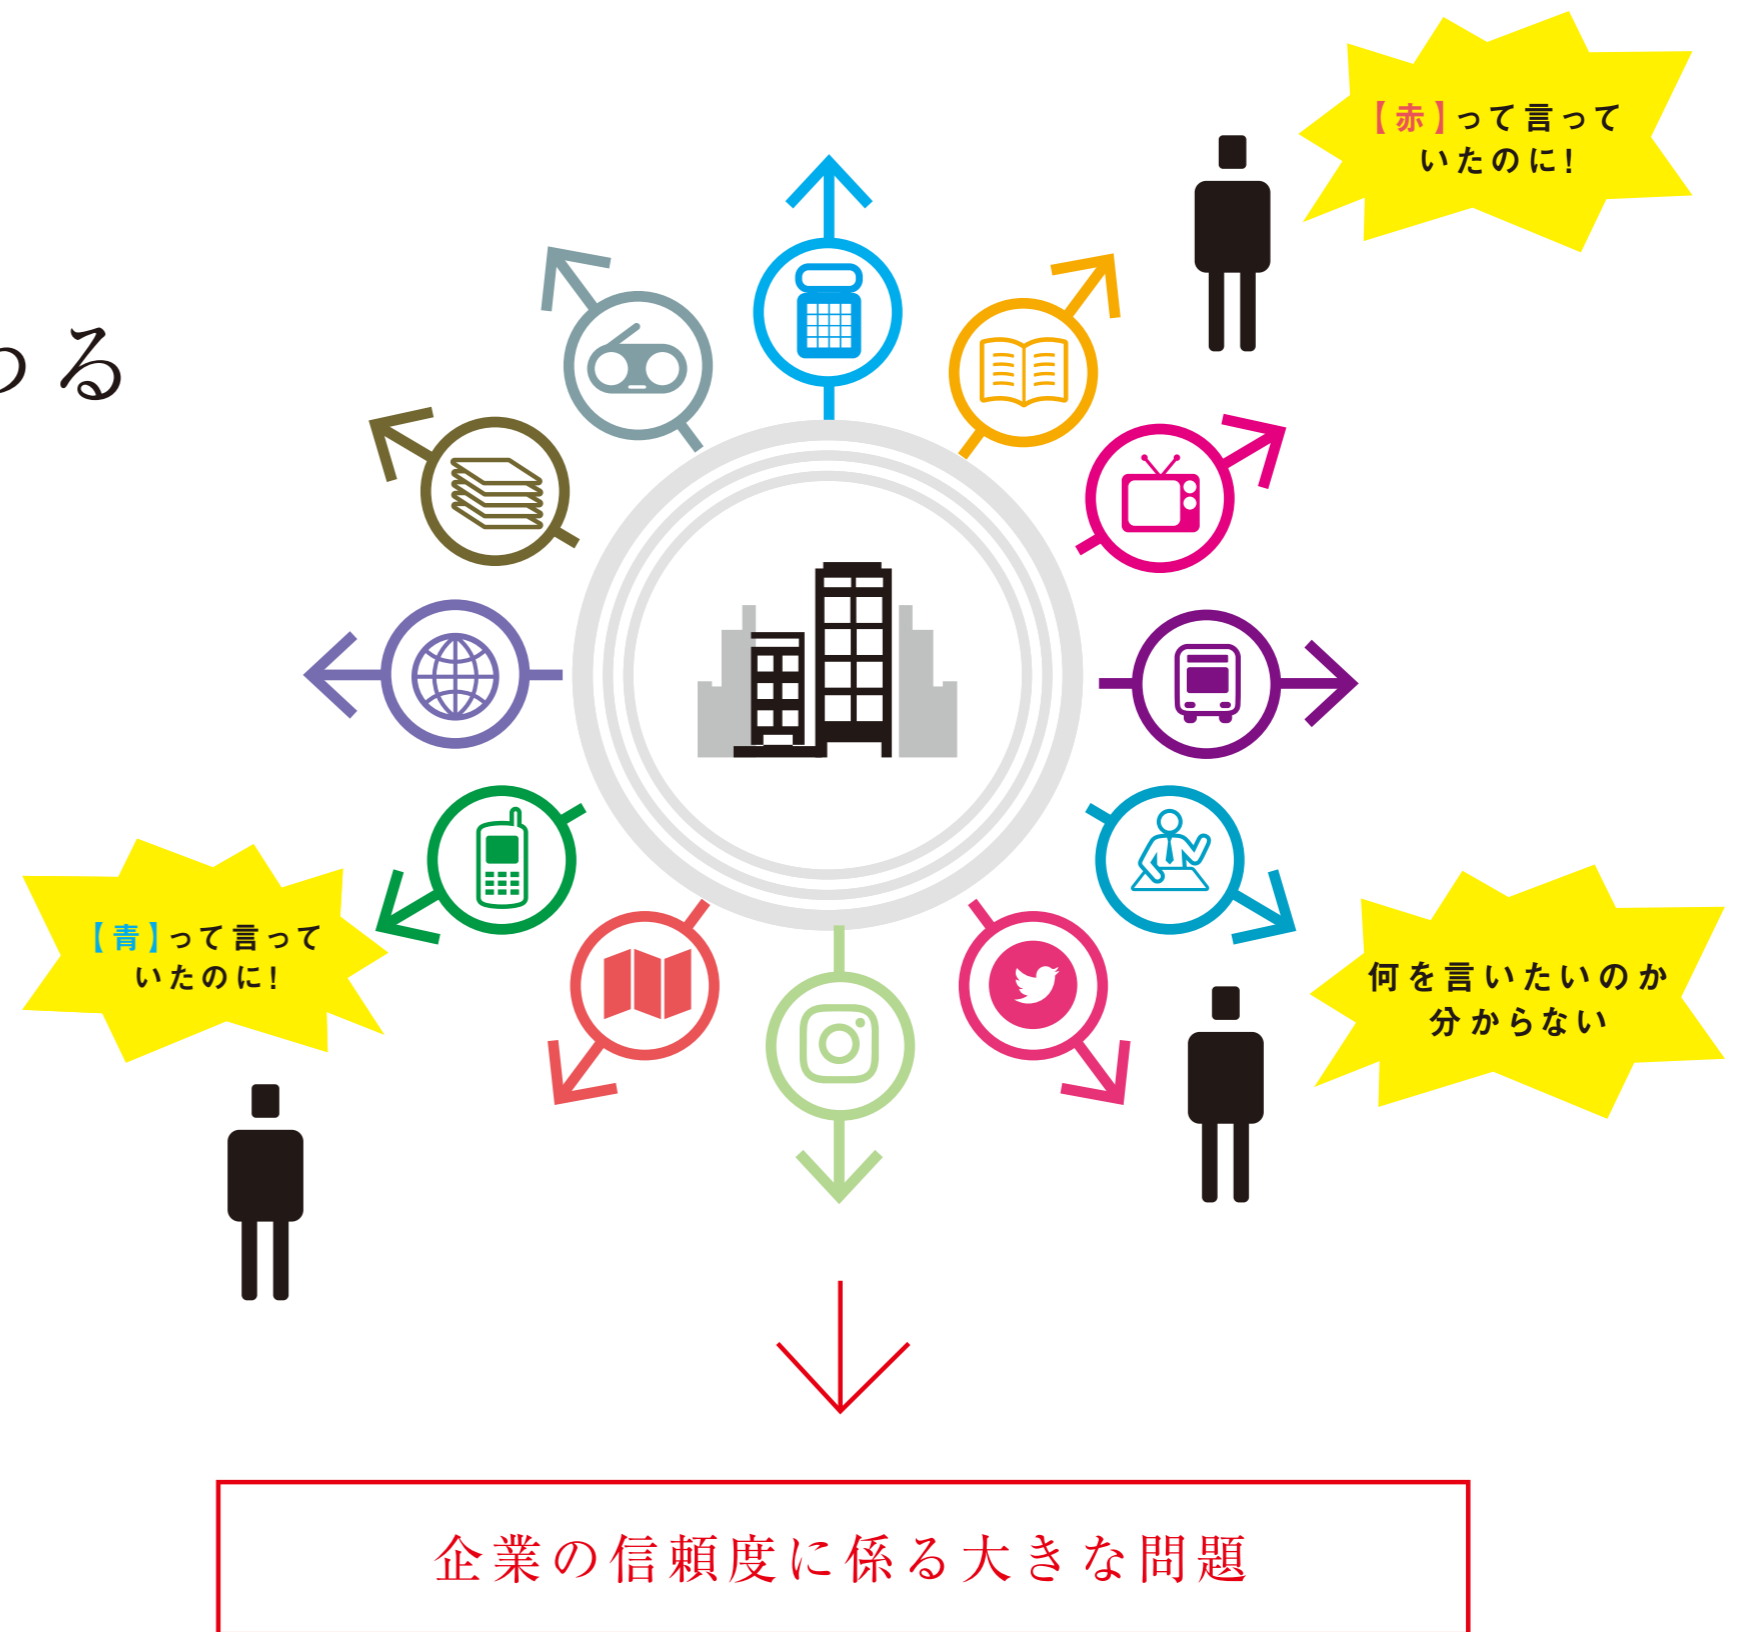 【赤】って言って
いたのに!
る
【青】って言って
いたのに!
何を言いたいのか
分からない
企業の信頼度に係る大きな問題